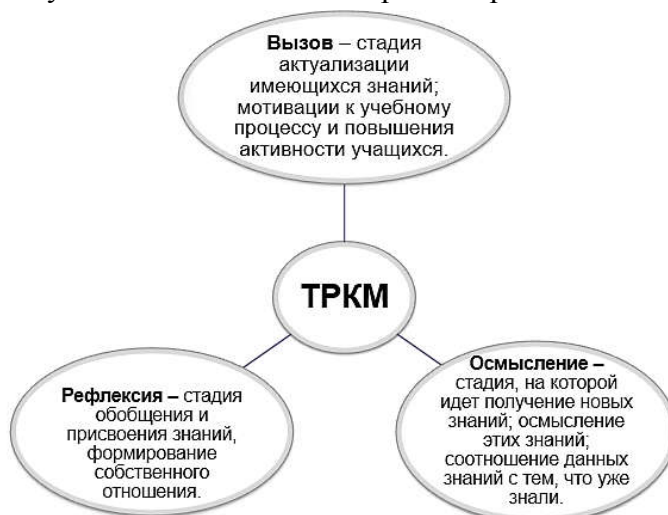 Вызов – стадия
актуализации
имеющихся знаний;
мотивации к учебному
процессу и повышения
активности учащихся.
ТРКМ
Рефлексия – стадия
обобщения и
присвоения знаний,
формирование
собственного
отношения.
Осмысление –
стадия, на которой
идет получение новых
знаний; осмысление
этих знаний;
соотношение данных
знаний с тем, что уже
знали.